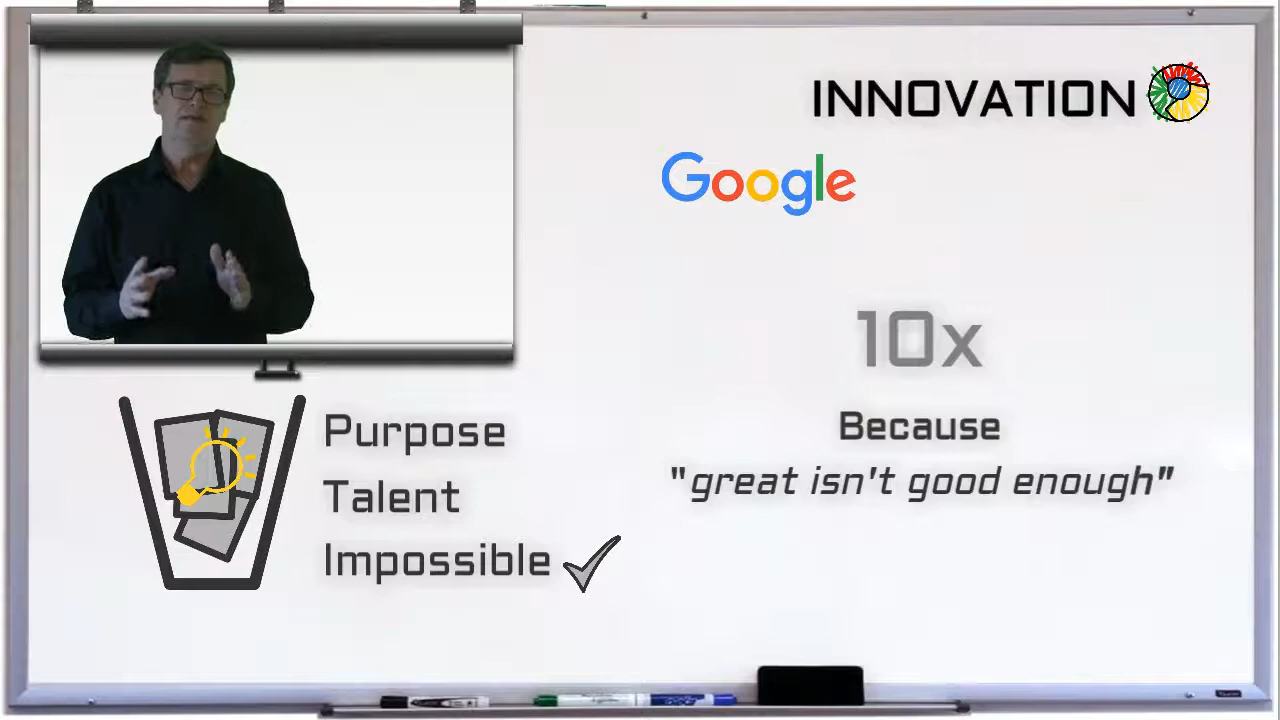 INNOVATION
Google
10x
Because
"great isn't good enough"
Purpose
Talent
Impossible